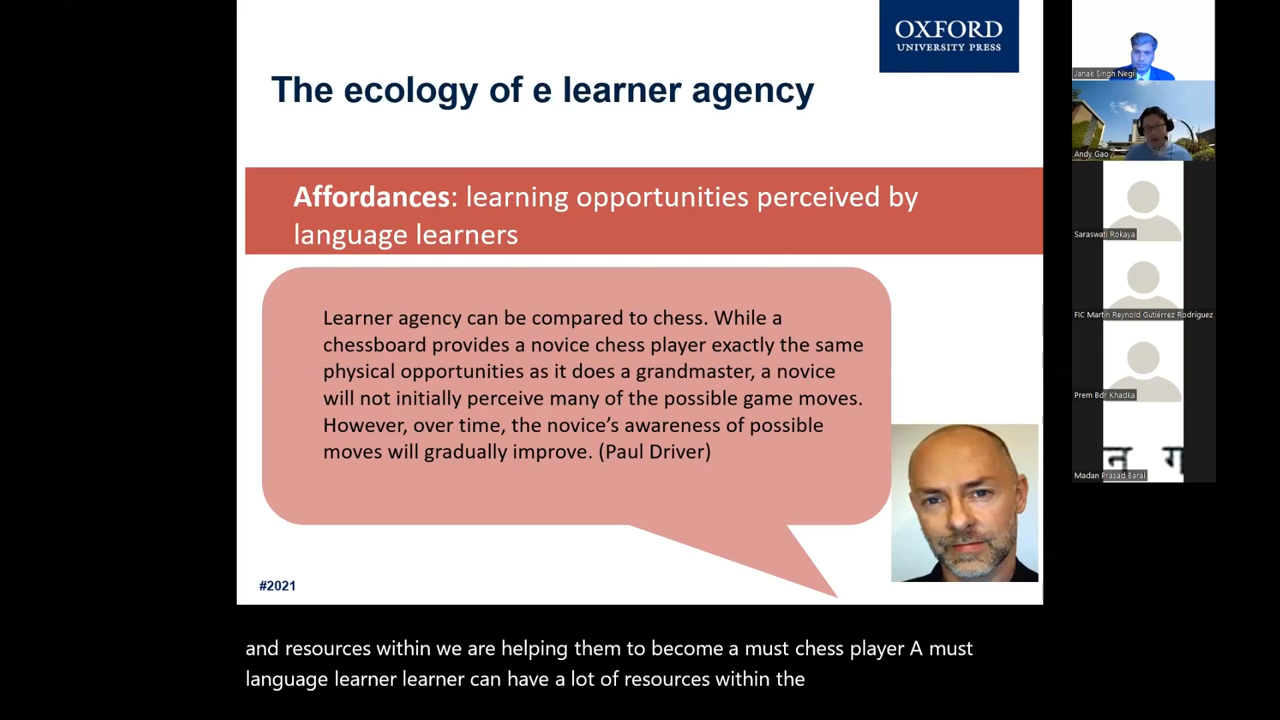 OXFORD
UNIVERSITY PRESS
The ecology of e learner agency
Affordances: learning opportunities perceived by
language learners
Learner agency can be compared to chess. While a
chessboard provides a novice chess player exactly the same
physical opportunities as it does a grandmaster, a novice
will not initially perceive many of the possible game moves.
However, over time, the novice’s awareness of possible
moves will gradually improve. (Paul Driver)
#2021
and resources within we are helping them to become a must chess player A must
language learner learner can have a lot of resources within the
Janak Singh Negi
Andy Gao
Saraswati Rokaya
FIC Martin Reynold Gutiérrez Rodríguez
Prem Bdr Khadka
त ग
Madan Prasad Baral